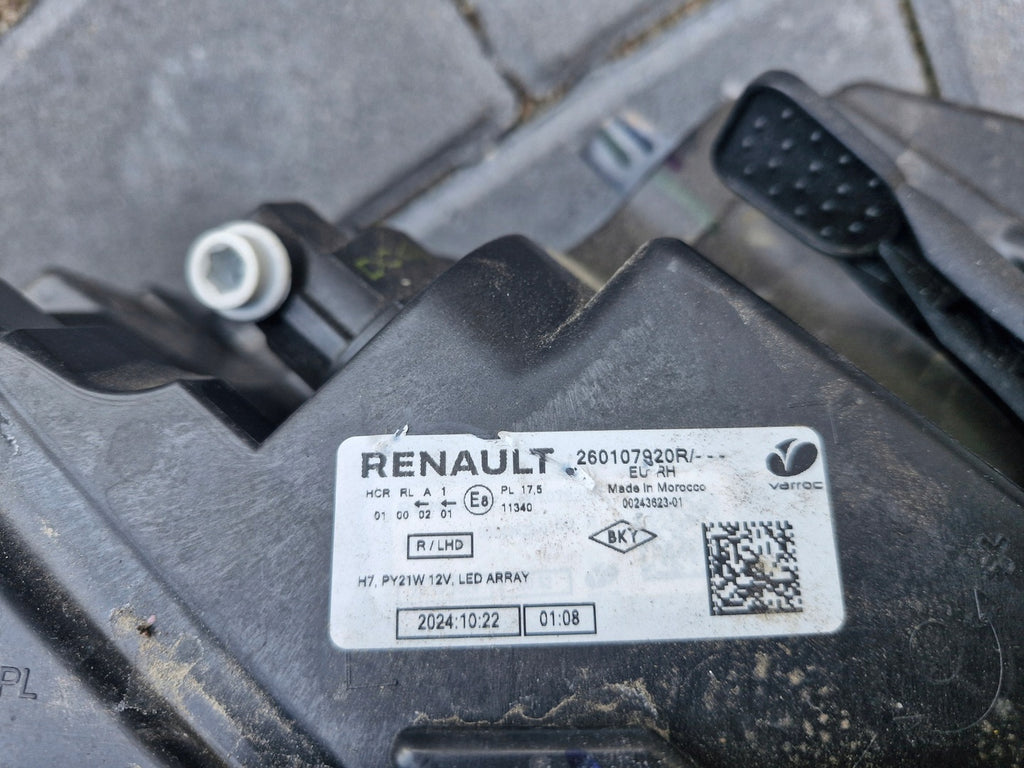 RENAULT 260107920R/---
EU RH
Made in Morocco
00243623-01
varroc
HCR RL A 1
← ←
01 00 02 01
E8
PL 17,5
11340
R/LHD
BKY
H7, PY21W 12V, LED ARRAY
2024:10:22 01:08
PL